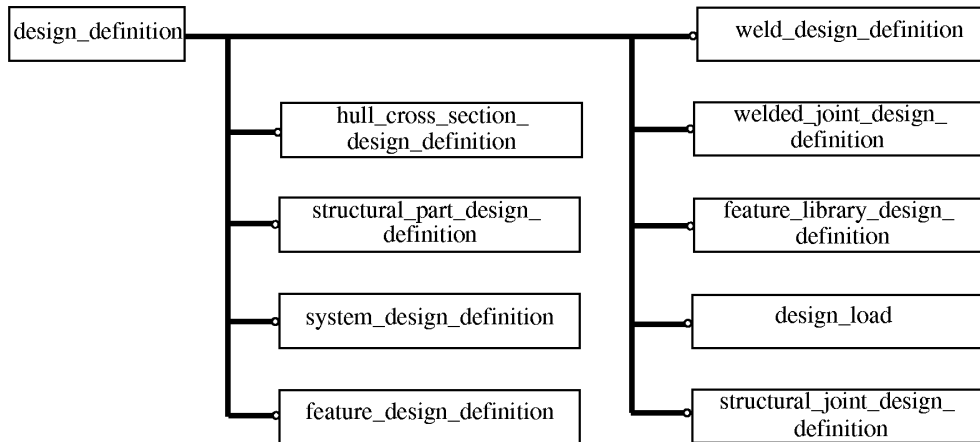 design_definition
weld_design_definition
hull_cross_section_
design_definition
welded_joint_design_
definition
structural_part_design_
definition
feature_library_design_
definition
system_design_definition
design_load
feature_design_definition
structural_joint_design_
definition